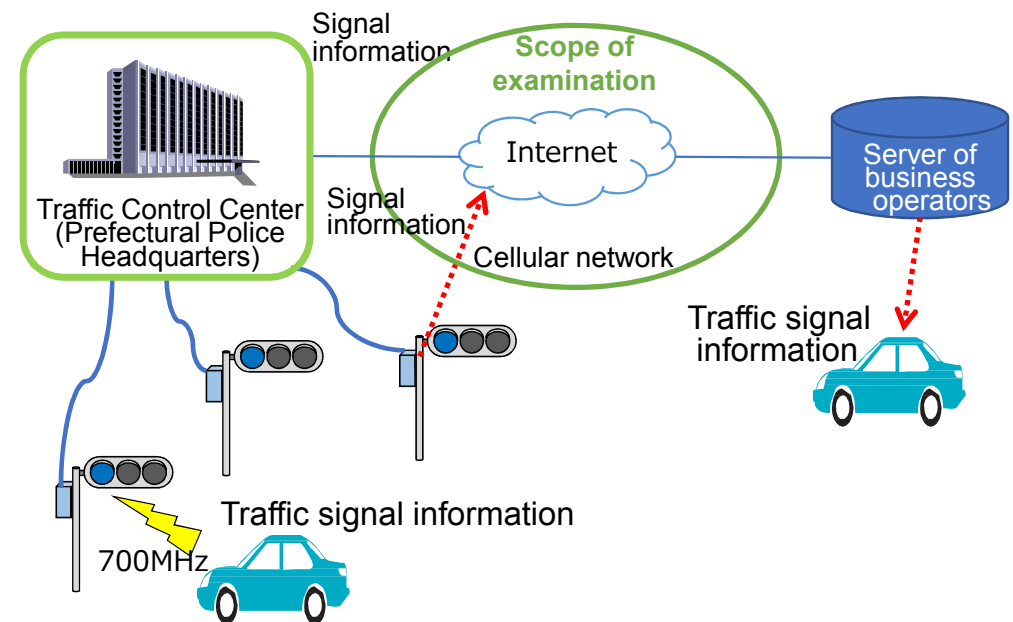 Signal
information
Scope of
examination
Internet
Server of
business
operators
Traffic Control Center
(Prefectural Police
Headquarters)
Signal
information
Cellular network
Traffic signal
information
Traffic signal information
700MHz